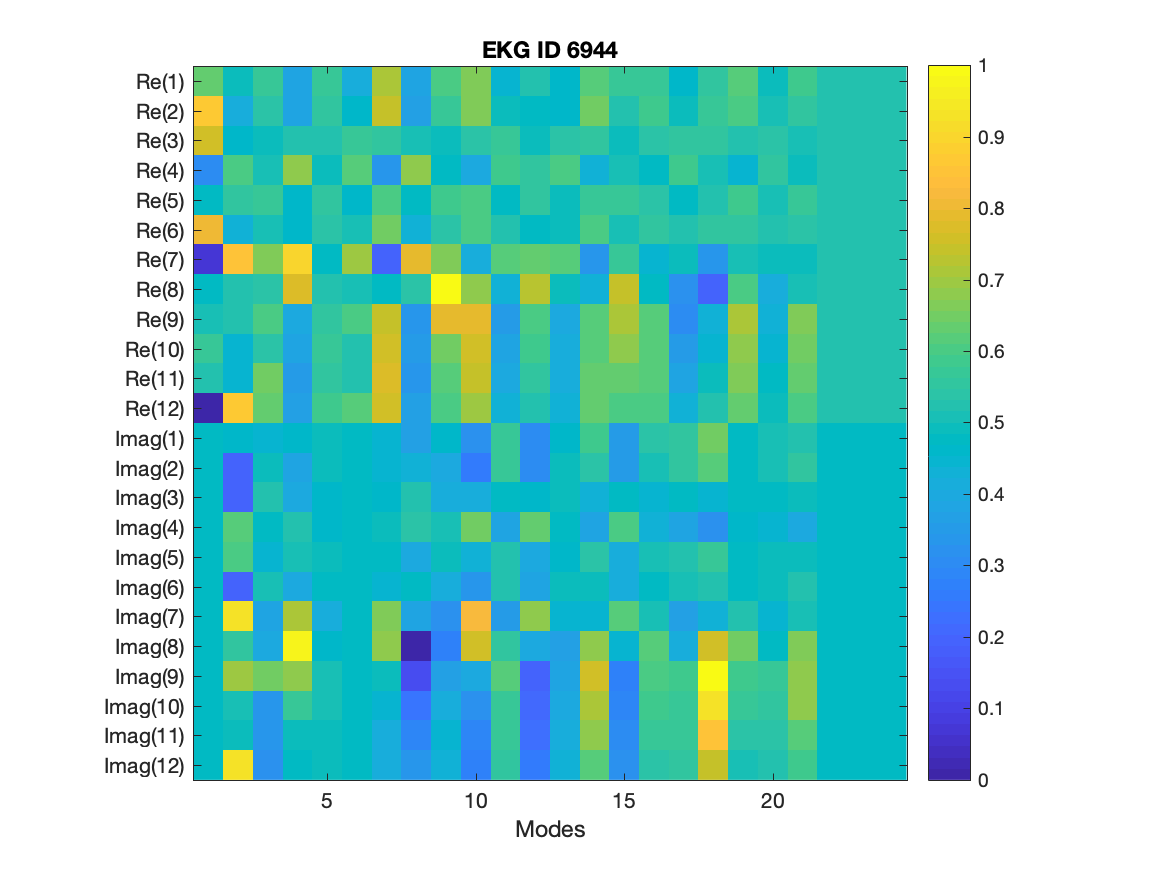 EKG ID 6944
Re(1)
Re(2)
Re(3)
Re(4)
Re(5)
Re(6)
Re(7)
Re(8)
Re(9)
Re(10)
Re(11)
Re(12)
Imag(1)
Imag(2)
Imag(3)
Imag(4)
Imag(5)
Imag(6)
Imag(7)
Imag(8)
Imag(9)
Imag(10)
Imag(11)
Imag(12)
5 10 15 20
Modes
1
0.9
0.8
0.7
0.6
0.5
0.4
0.3
0.2
0.1
0